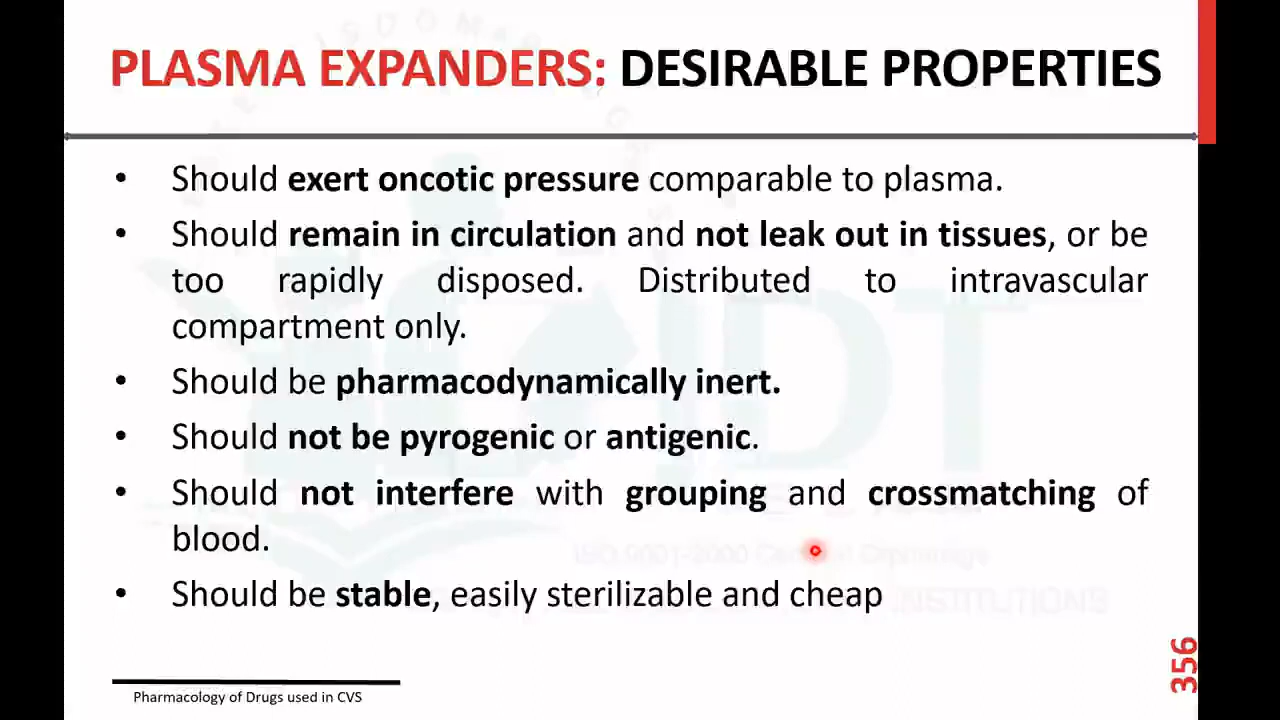 PLASMA EXPANDERS: DESIRABLE PROPERTIES
• Should exert oncotic pressure comparable to plasma.
• Should remain in circulation and not leak out in tissues, or be
too rapidly disposed. Distributed to intravascular
compartment only.
• Should be pharmacodynamically inert.
• Should not be pyrogenic or antigenic.
• Should not interfere with grouping and crossmatching of
blood.
• Should be stable, easily sterilizable and cheap
INSTITUTIONS
356
Pharmacology of Drugs used in CVS